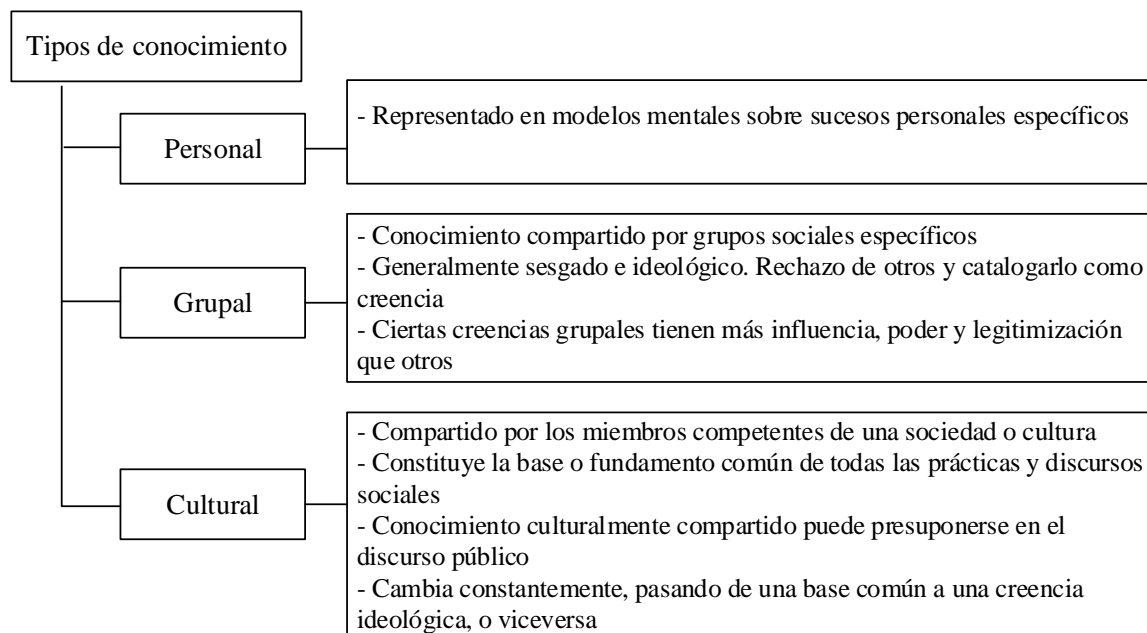 Tipos de conocimiento
Personal
- Representado en modelos mentales sobre sucesos personales específicos
Grupal
- Conocimiento compartido por grupos sociales específicos
- Generalmente sesgado e ideológico. Rechazo de otros y catalogarlo como
creencia
- Ciertas creencias grupales tienen más influencia, poder y legitimización
que otros
Cultural
- Compartido por los miembros competentes de una sociedad o cultura
- Constituye la base o fundamento común de todas las prácticas y discursos
sociales
- Conocimiento culturalmente compartido puede presuponerse en el
discurso público
- Cambia constantemente, pasando de una base común a una creencia
ideológica, o viceversa